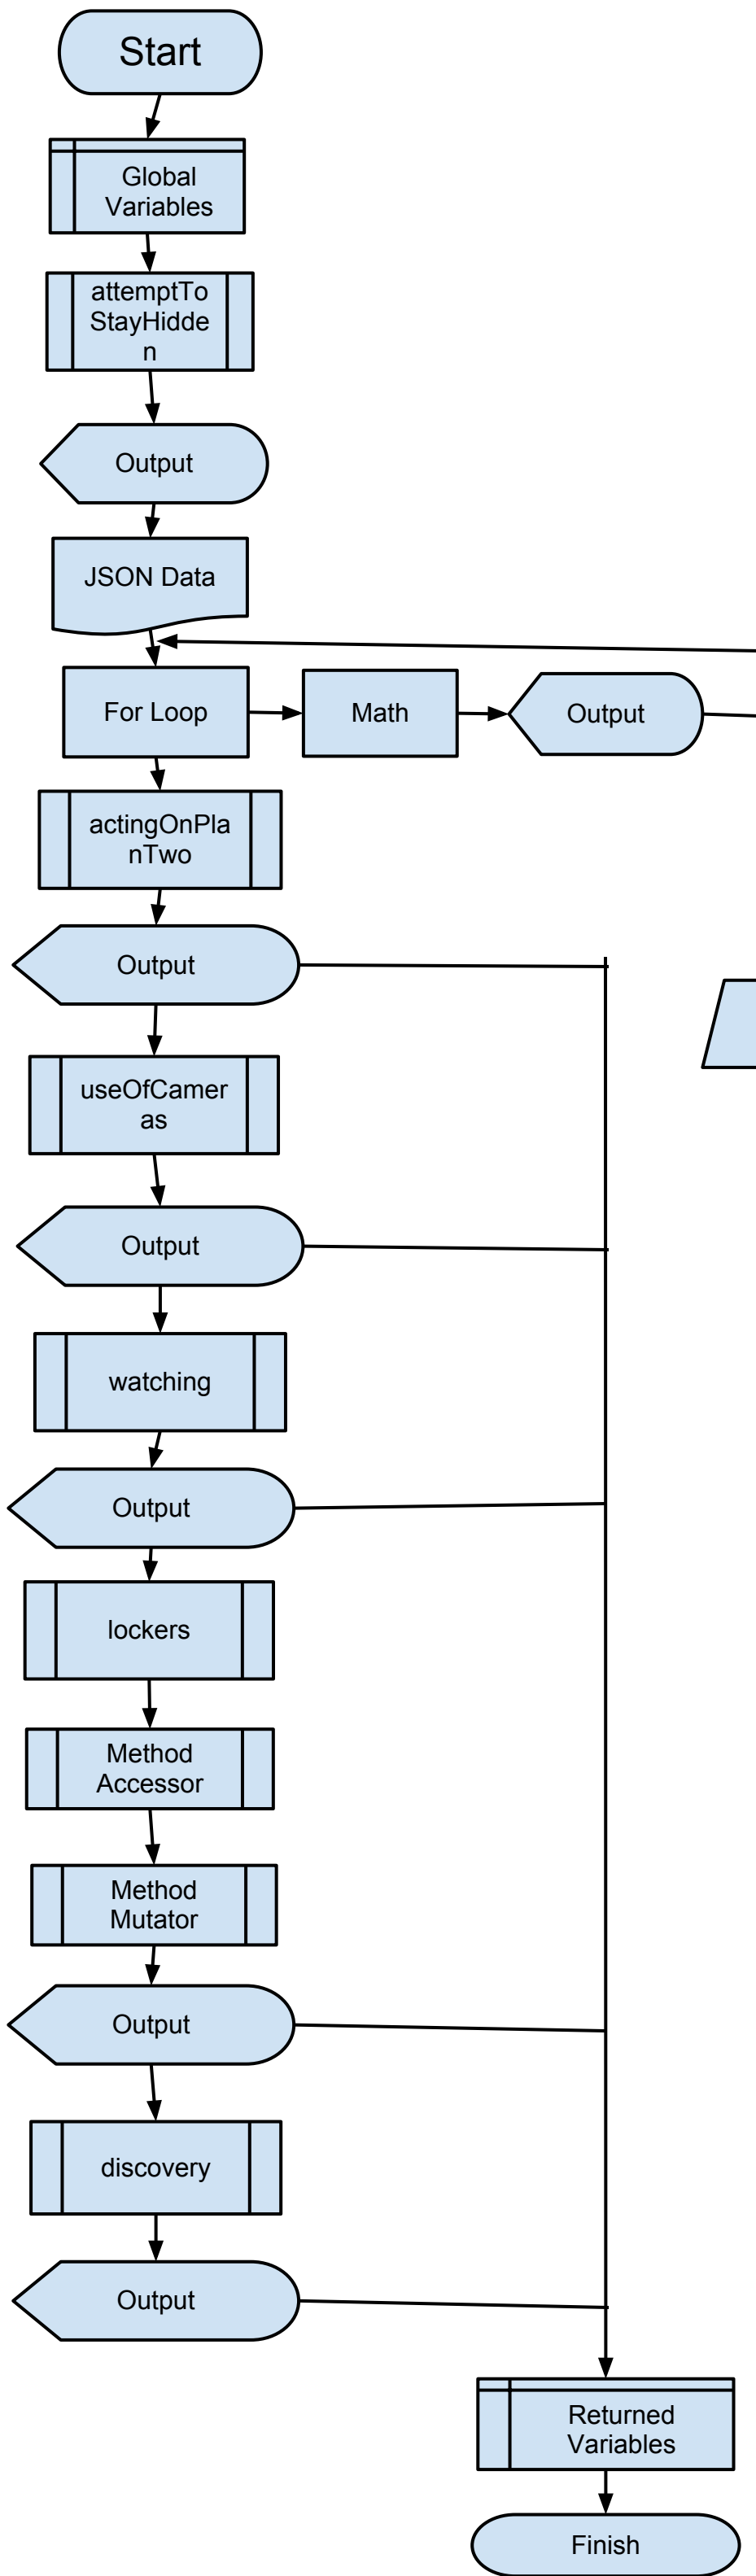 Start
Global
Variables
attemptTo
StayHidde
n
Output
JSON Data
For Loop
Math
Output
actingOnPla
nTwo
Output
useOfCamer
as
Output
watching
Output
lockers
Method
Accessor
Method
Mutator
Output
discovery
Output
Returned
Variables
Finish